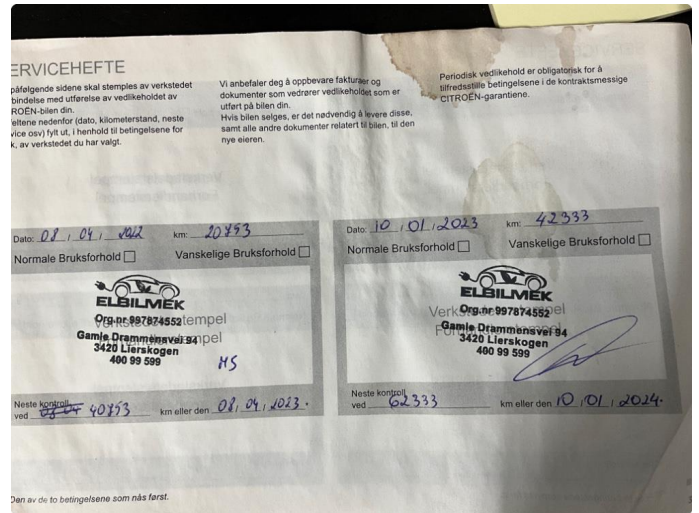 ERVICEHEFTE
påfølgende sidene skal stemples av verkstedet
bindelse med utførelse av vedlikeholdet av
ROËN-bilen din.
eltene nedenfor (dato, kilometerstand, neste
vice osv) fylt ut, i henhold til betingelsene for
k, av verkstedet du har valgt.
Vi anbefaler deg å oppbevare fakturaer og
dokumenter som vedrører vedlikeholdet som er
utført på bilen din.
Hvis bilen selges, er det nødvendig å levere disse,
samt alle andre dokumenter relatert til bilen, til den
nye eieren.
Periodisk vedlikehold er obligatorisk for å
tilfredsstille betingelsene i de kontraktsmessige
CITROËN-garantiene.
Dato: 08, 04, 2022 km: 20753
Normale Bruksforhold Vanskelige Bruksforhold
ELBILMEK
Org.nr 997874552
Gamle Drammensvei 94
3420 Lierskogen
400 99 599
MS
Neste kontroll
ved 40753 km eller den 08, 04, 2023.
Dato: 10, 01, 2023 km: 42333
Normale Bruksforhold Vanskelige Bruksforhold
ELBILMEK
Org.nr 997874552
Gamle Drammensvei 94
3420 Lierskogen
400 99 599
Neste kontroll
ved 62333 km eller den 10, 01, 2024.
Den av de to betingelsene som nås først.